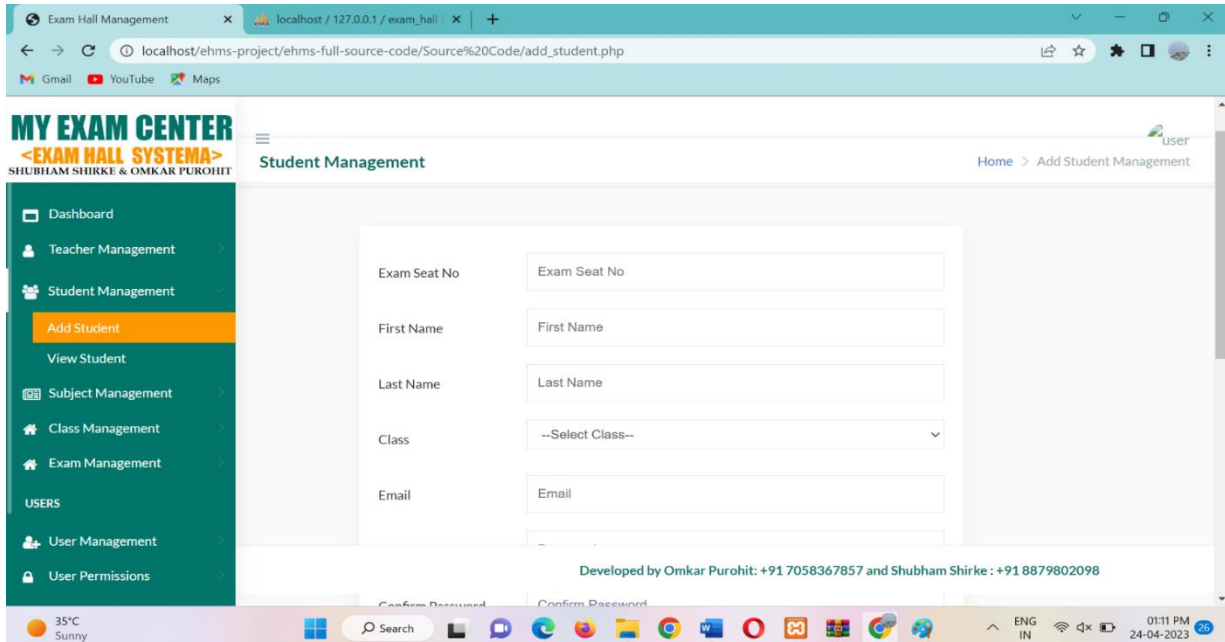 Exam Hall Management
localhost / 127.0.0.1 / exam_hall
localhost/ehms-project/ehms-full-source-code/Source%20Code/add_student.php
Gmail YouTube Maps
MY EXAM CENTER
<EXAM HALL SYSTEMA>
SHUBHAM SHIRKE & OMKAR PUROHIT
user
Student Management
Home > Add Student Management
Dashboard
Teacher Management
Student Management
Add Student
View Student
Subject Management
Class Management
Exam Management
USERS
User Management
User Permissions
Exam Seat No Exam Seat No
First Name First Name
Last Name Last Name
Class --Select Class--
Email Email
Developed by Omkar Purohit: +91 7058367857 and Shubham Shirke : +91 8879802098
Confirm Password Confirm Password
35°C
Sunny
Search
ENG
IN
01:11 PM
24-04-2023
26